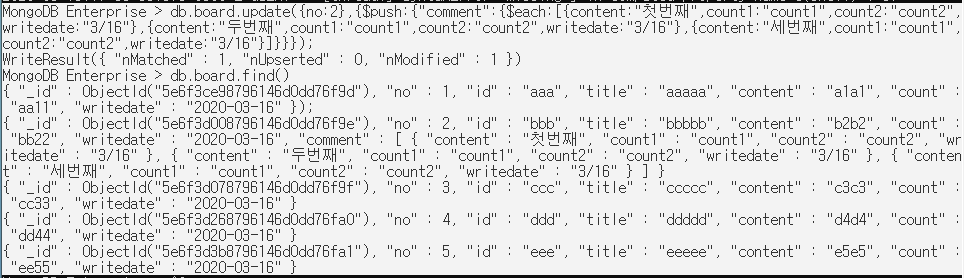 MongoDB Enterprise > db.board.update({no:2},{$push:{"comment":{$each:[{content:"첫번째",count1:"count1",count2:"count2",
writedate:"3/16"},{content:"두번째",count1:"count1",count2:"count2",writedate:"3/16"},{content:"세번째",count1:"count1",
count2:"count2",writedate:"3/16"}]}}});
WriteResult({ "nMatched" : 1, "nUpserted" : 0, "nModified" : 1 })
MongoDB Enterprise > db.board.find()
{ "_id" : ObjectId("5e6f3ce98796146d0dd76f9d"), "no" : 1, "id" : "aaa", "title" : "aaaaa", "content" : "a1a1", "count" :
"aa11", "writedate" : "2020-03-16" });
{ "_id" : ObjectId("5e6f3d008796146d0dd76f9e"), "no" : 2, "id" : "bbb", "title" : "bbbbb", "content" : "b2b2", "count" :
"bb22", "writedate" : "2020-03-16", "comment" : [ { "content" : "첫번째", "count1" : "count1", "count2" : "count2", "wr
itedate" : "3/16" }, { "content" : "두번째", "count1" : "count1", "count2" : "count2", "writedate" : "3/16" }, { "conten
t" : "세번째", "count1" : "count1", "count2" : "count2", "writedate" : "3/16" } ] }
{ "_id" : ObjectId("5e6f3d078796146d0dd76f9f"), "no" : 3, "id" : "ccc", "title" : "ccccc", "content" : "c3c3", "count" :
"cc33", "writedate" : "2020-03-16" }
{ "_id" : ObjectId("5e6f3d268796146d0dd76fa0"), "no" : 4, "id" : "ddd", "title" : "ddddd", "content" : "d4d4", "count" :
"dd44", "writedate" : "2020-03-16" }
{ "_id" : ObjectId("5e6f3d3b8796146d0dd76fa1"), "no" : 5, "id" : "eee", "title" : "eeeee", "content" : "e5e5", "count" :
"ee55", "writedate" : "2020-03-16" }